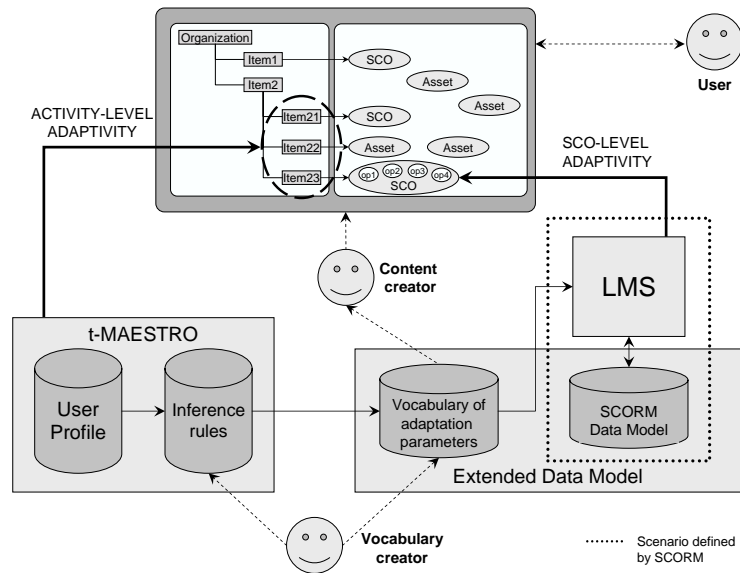 Organization
Item1
SCO
Asset
Item2
Asset
User
ACTIVITY-LEVEL
ADAPTIVITY
Item21
SCO
Item22
Asset
Asset
SCO-LEVEL
ADAPTIVITY
Item23
op1
op2
op3
op4
SCO
Content
creator
LMS
t-MAESTRO
User
Profile
Inference
rules
Vocabulary of
adaptation
parameters
SCORM
Data Model
Extended Data Model
Vocabulary
creator
Scenario defined
by SCORM